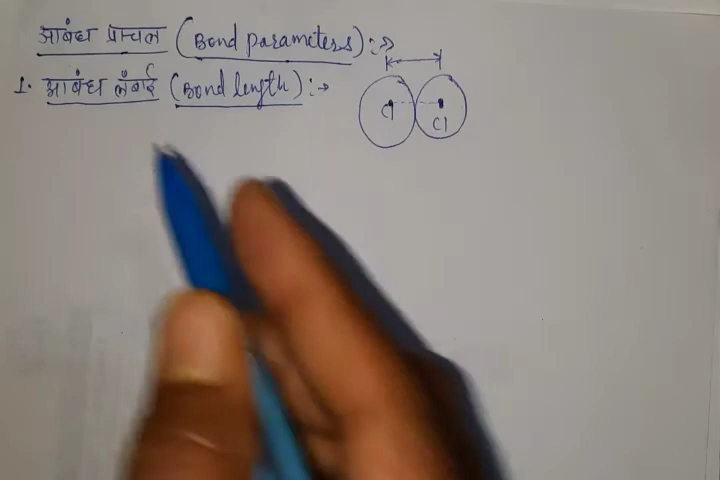 आबंध प्राचल (Bond parameters):->
1. आबंध लंबाई (Bond length):->
Cl Cl